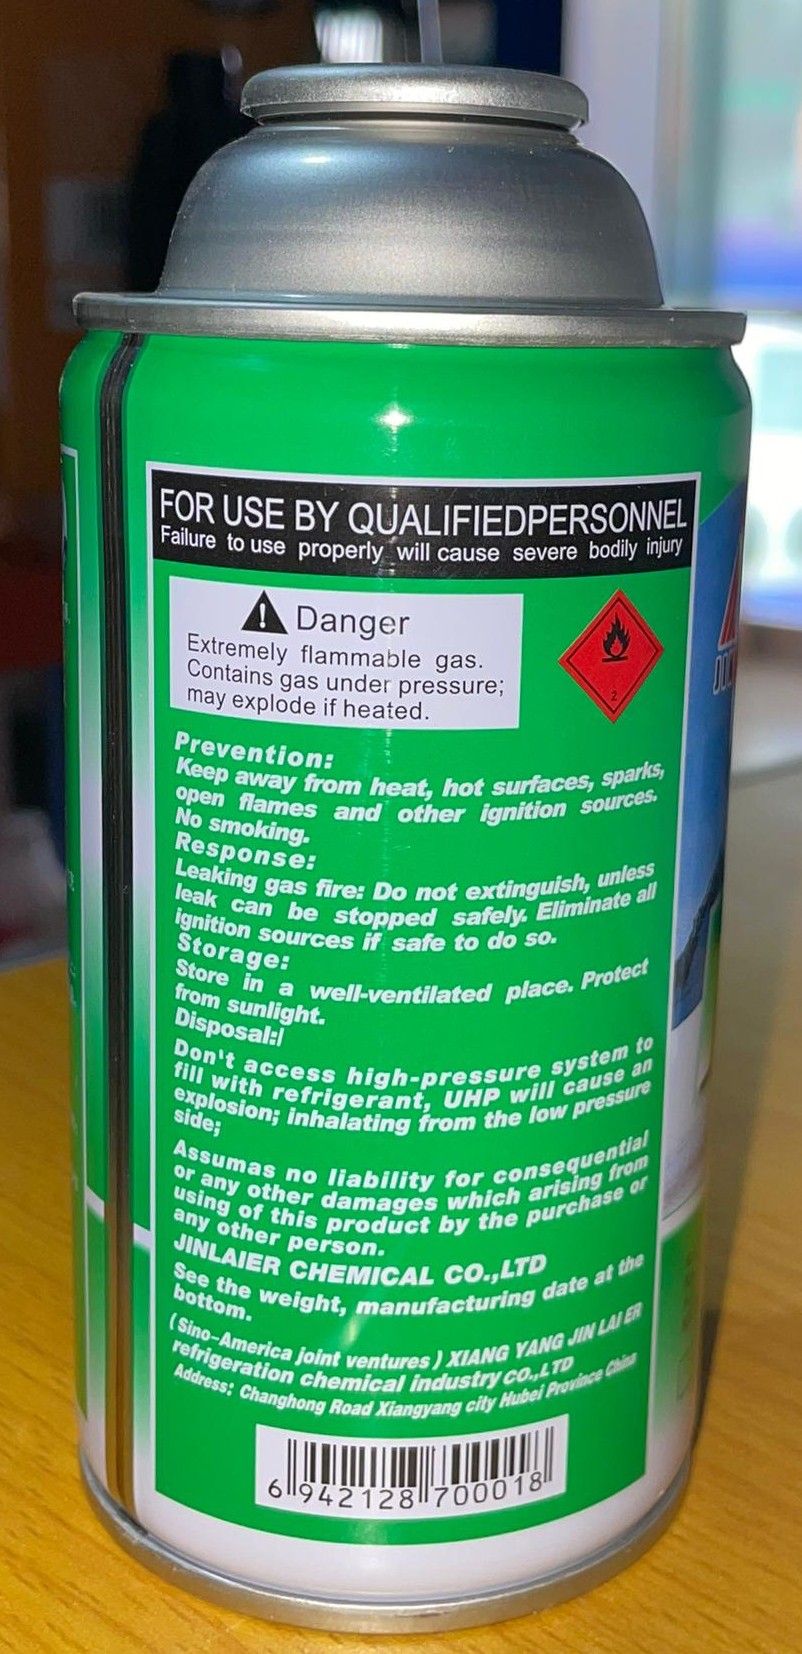 FOR USE BY QUALIFIEDPERSONNEL
Failure to use properly will cause severe bodily injury
Danger
Extremely flammable gas.
Contains gas under pressure;
may explode if heated.
2
Prevention:
Keep away from heat, hot surfaces, sparks,
open flames and other ignition sources.
No smoking.
Response:
Leaking gas fire: Do not extinguish, unless
leak can be stopped safely. Eliminate all
ignition sources if safe to do so.
Storage:
Store in a well-ventilated place. Protect
from sunlight.
Disposal:/
Don't access high-pressure system to
fill with refrigerant, UHP will cause an
explosion; inhalating from the low pressure
side;
Assumas no liability for consequential
or any other damages which arising from
using of this product by the purchase or
any other person.
JINLAIER CHEMICAL CO.,LTD
See the weight, manufacturing date at the
bottom.
(Sino-America joint ventures) XIANG YANG JIN LAI ER
refrigeration chemical industry CO.,LTD
Address: Changhong Road Xiangyang city Hubei Province China
6 942128 700018